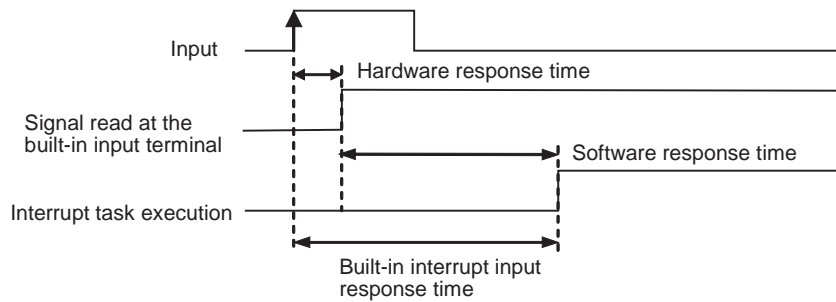 Input
Hardware response time
Signal read at the
built-in input terminal
Software response time
Interrupt task execution
Built-in interrupt input
response time